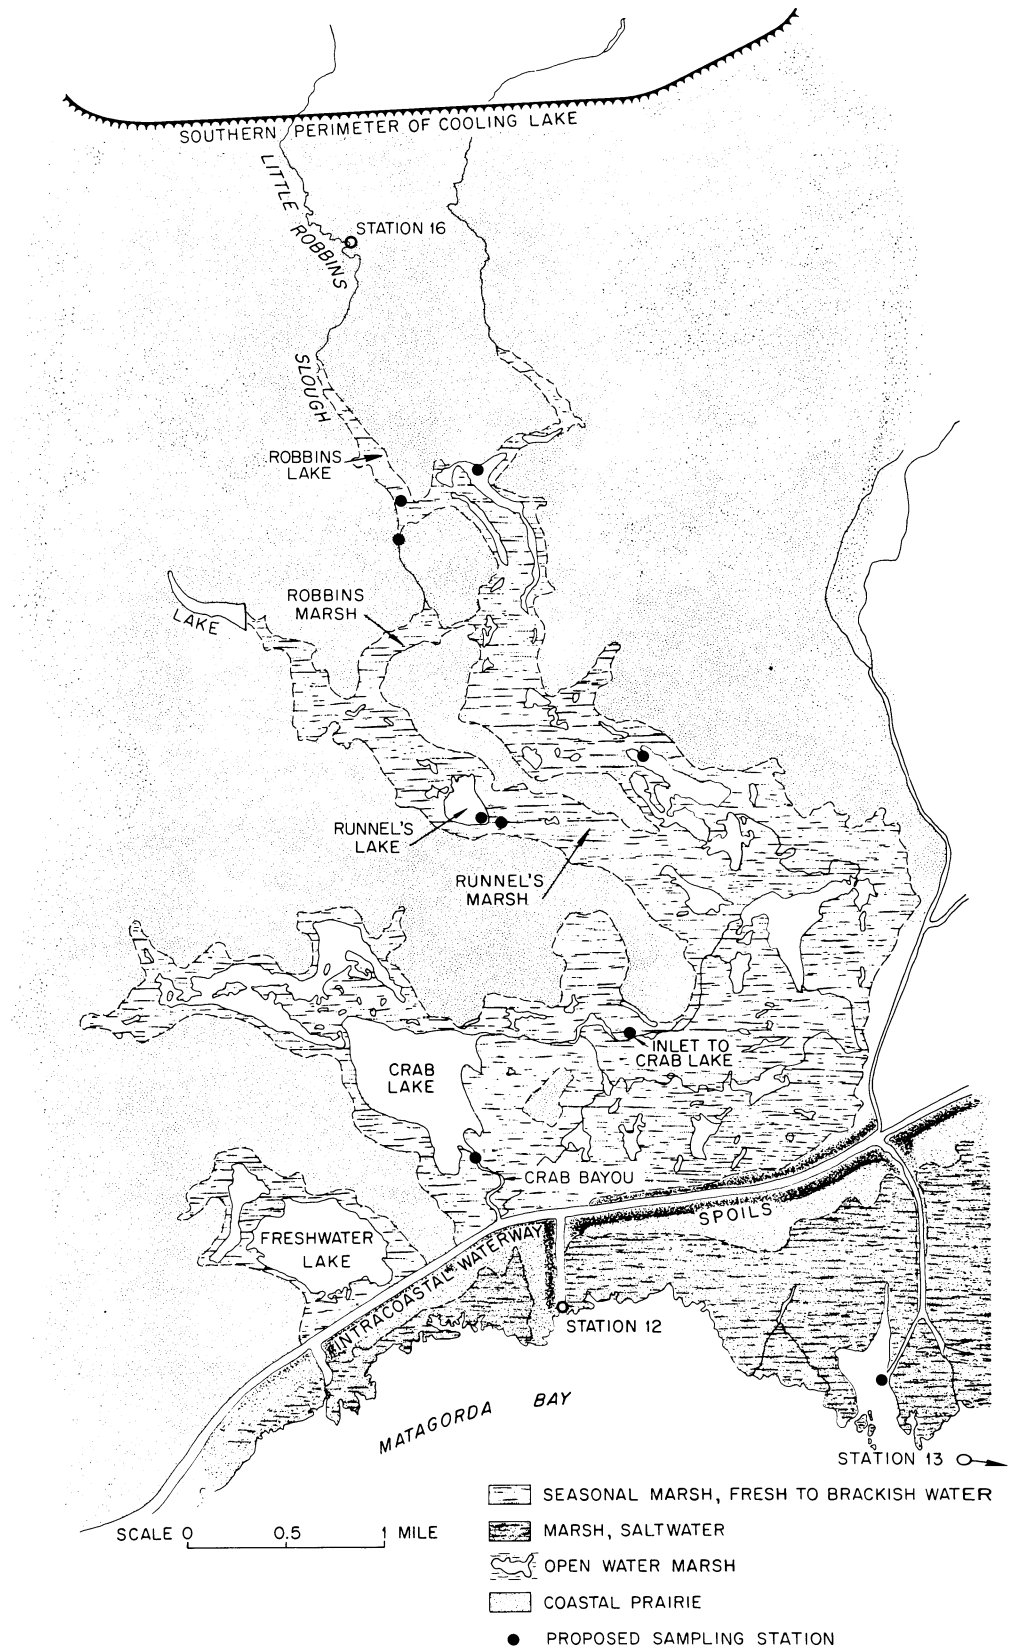 SOUTHERN PERIMETER OF COOLING LAKE
LITTLE ROBBINS SLOUGH
STATION 16
ROBBINS
LAKE
ROBBINS
MARSH
LAKE
RUNNEL'S
LAKE
RUNNEL'S
MARSH
INLET TO
CRAB LAKE
CRAB
LAKE
CRAB BAYOU
SPOILS
FRESHWATER
LAKE
INTRACOASTAL WATERWAY
STATION 12
MATAGORDA BAY
STATION 13
SEASONAL MARSH, FRESH TO BRACKISH WATER
SCALE 0 0.5 1 MILE
MARSH, SALTWATER
OPEN WATER MARSH
COASTAL PRAIRIE
PROPOSED SAMPLING STATION